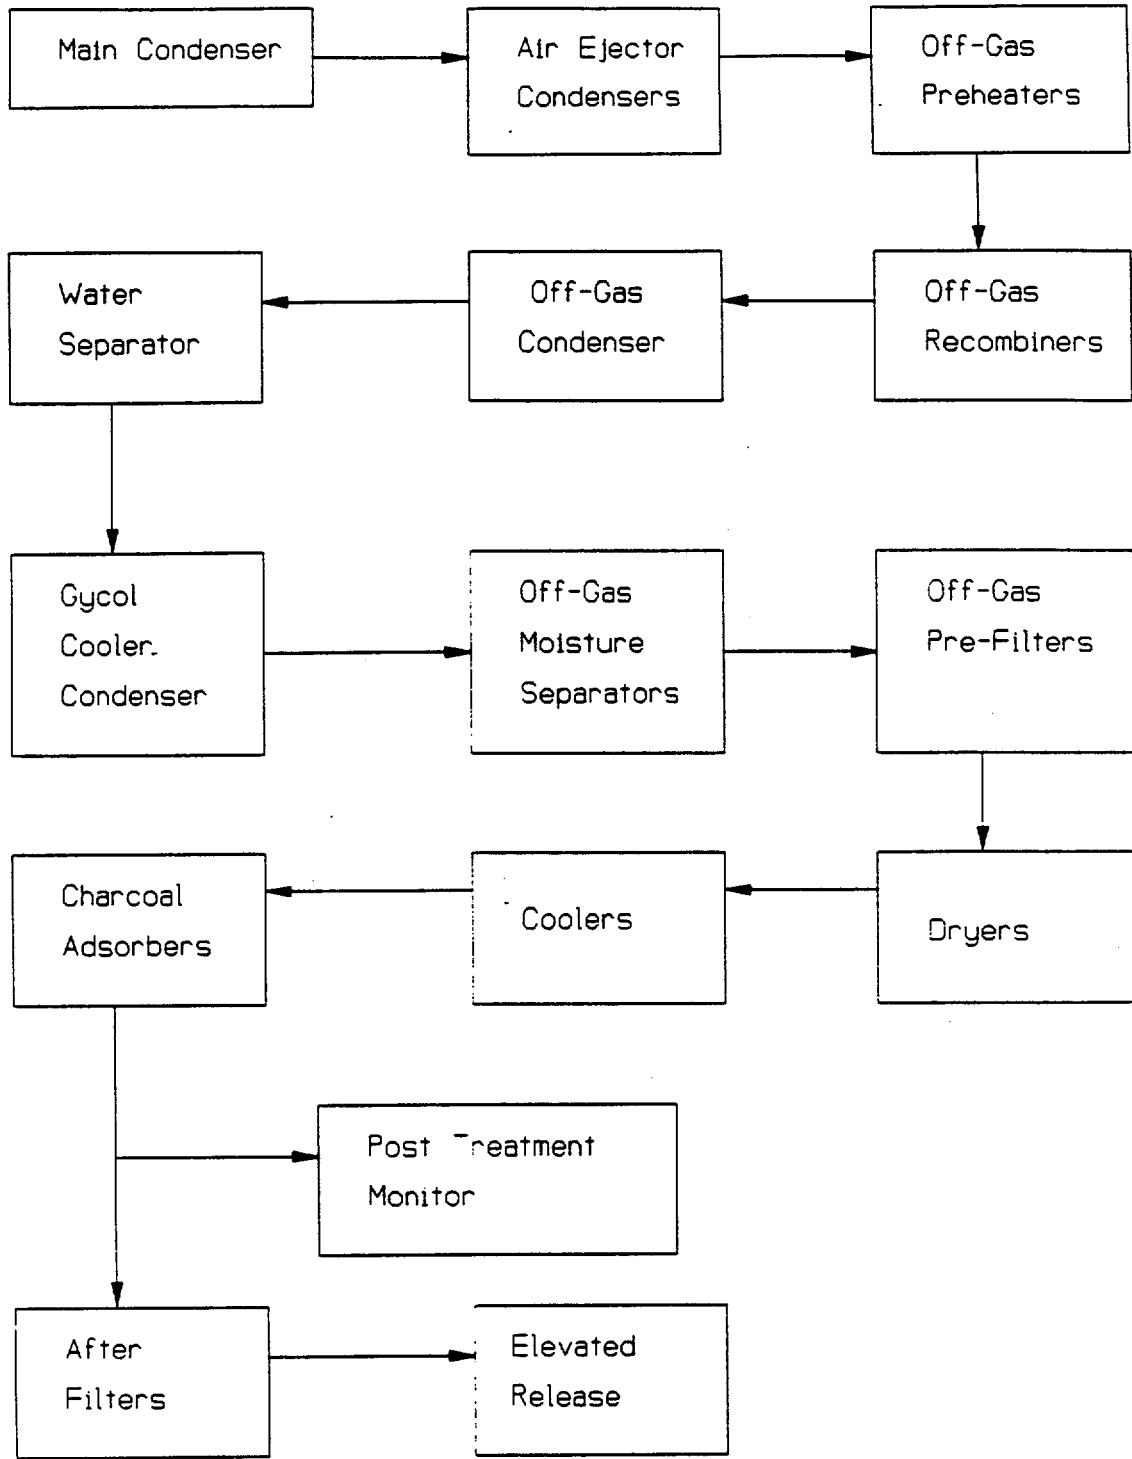 Main Condenser
Air Ejector
Condensers
Off-Gas
Preheaters
Water
Separator
Off-Gas
Condenser
Off-Gas
Recombiners
Gycol
Cooler
Condenser
Off-Gas
Moisture
Separators
Off-Gas
Pre-Filters
Charcoal
Adsorbers
Coolers
Dryers
Post Treatment
Monitor
After
Filters
Elevated
Release